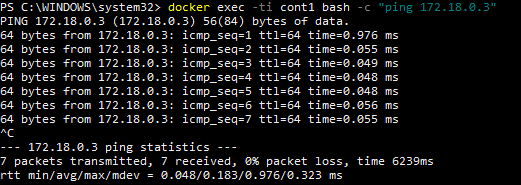 PS C:\WINDOWS\system32> docker exec -ti cont1 bash -c "ping 172.18.0.3"
PING 172.18.0.3 (172.18.0.3) 56(84) bytes of data.
64 bytes from 172.18.0.3: icmp_seq=1 ttl=64 time=0.976 ms
64 bytes from 172.18.0.3: icmp_seq=2 ttl=64 time=0.055 ms
64 bytes from 172.18.0.3: icmp_seq=3 ttl=64 time=0.049 ms
64 bytes from 172.18.0.3: icmp_seq=4 ttl=64 time=0.048 ms
64 bytes from 172.18.0.3: icmp_seq=5 ttl=64 time=0.048 ms
64 bytes from 172.18.0.3: icmp_seq=6 ttl=64 time=0.056 ms
64 bytes from 172.18.0.3: icmp_seq=7 ttl=64 time=0.055 ms
^C
--- 172.18.0.3 ping statistics ---
7 packets transmitted, 7 received, 0% packet loss, time 6239ms
rtt min/avg/max/mdev = 0.048/0.183/0.976/0.323 ms